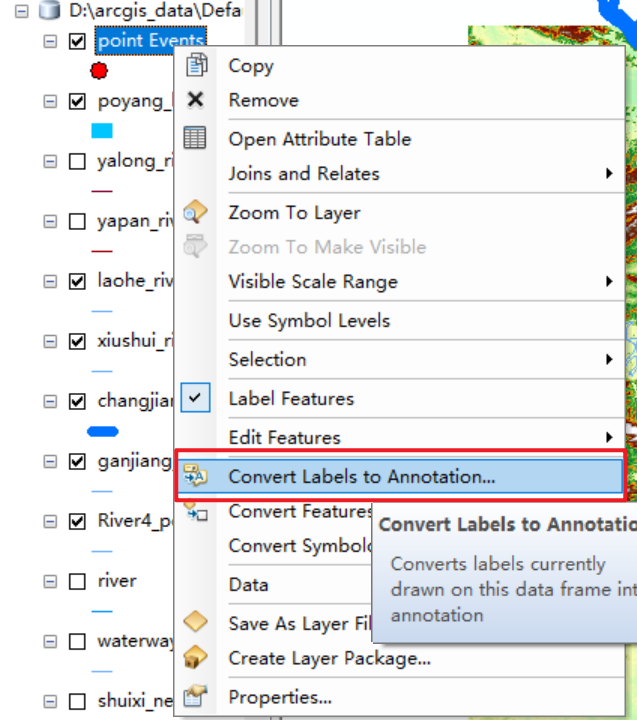 D:\arcgis_data\Defa
point Events
Copy
poyang_
Remove
Open Attribute Table
yalong_ri
Joins and Relates
Zoom To Layer
yapan_riv
Zoom To Make Visible
laohe_riv
Visible Scale Range
Use Symbol Levels
xiushui_ri
Selection
changjian
Label Features
Edit Features
ganjiang
Convert Labels to Annotation...
River4_p
Convert Features
Convert Labels to Annotatio
Convert Symbolo
Converts labels currently
drawn on this data frame int
annotation
river
Data
Save As Layer Fil
waterway
Create Layer Package...
shuixi_ne
Properties...